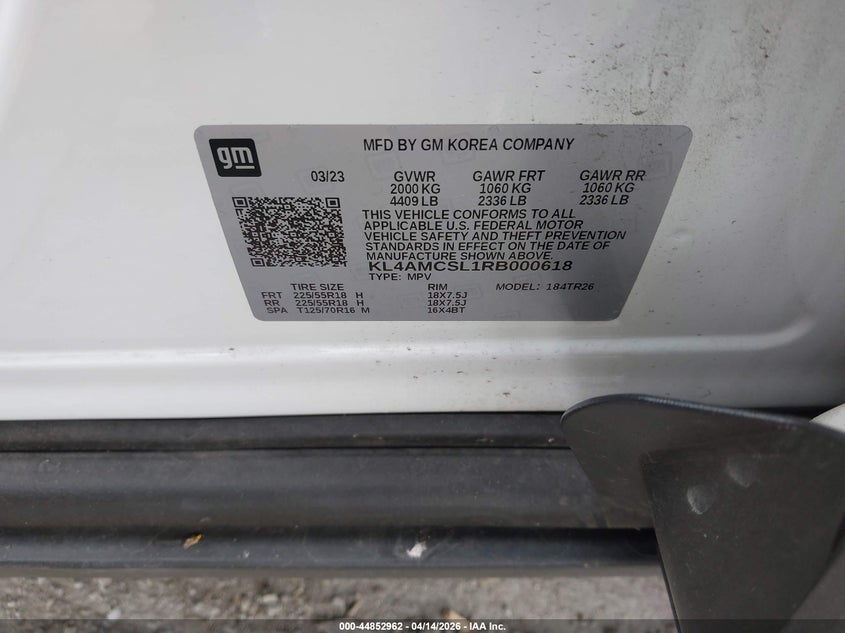 gm
MFD BY GM KOREA COMPANY
03/23 GVWR GAWR FRT GAWR RR
2000 KG 1060 KG 1060 KG
4409 LB 2336 LB 2336 LB
THIS VEHICLE CONFORMS TO ALL
APPLICABLE U.S. FEDERAL MOTOR
VEHICLE SAFETY AND THEFT PREVENTION
STANDARDS IN EFFECT ON THE DATE OF
MANUFACTURE SHOWN ABOVE.
KL4AMCSL1RB000618
TYPE: MPV
TIRE SIZE RIM MODEL: 184TR26
FRT 225/55R18 H 18X7.5J
RR 225/55R18 H 18X7.5J
SPA T125/70R16 M 16X4BT
000-44852962 - 04/14/2026 - IAA Inc.